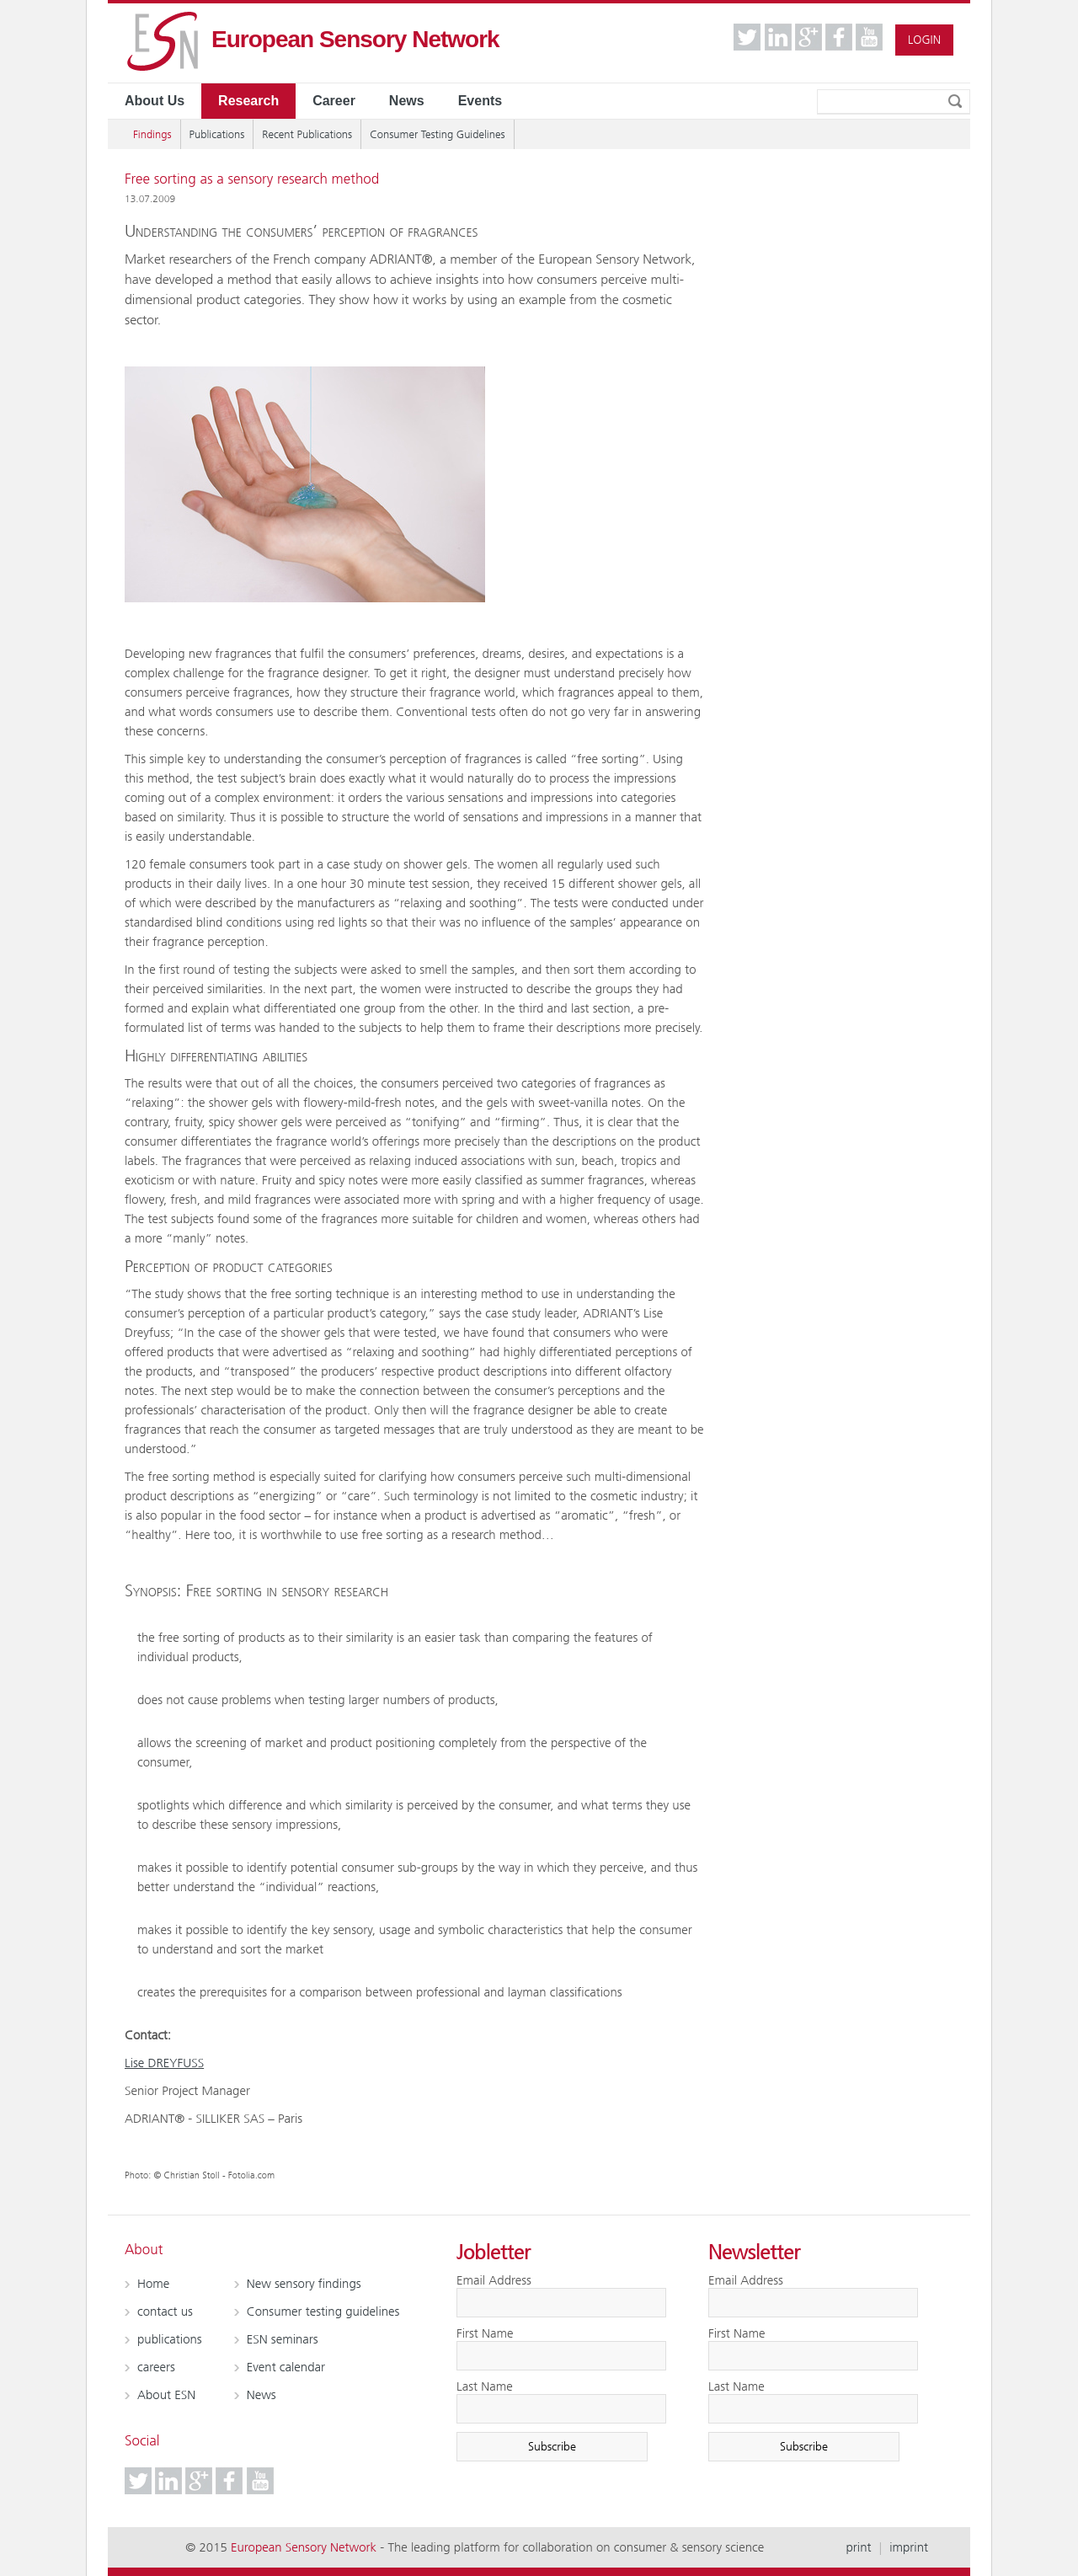 ESN European Sensory Network
LOGIN
About Us Research Career News Events
Findings Publications Recent Publications Consumer Testing Guidelines
Free sorting as a sensory research method
13.07.2009
Understanding the consumers’ perception of fragrances
Market researchers of the French company ADRIANT®, a member of the European Sensory Network,
have developed a method that easily allows to achieve insights into how consumers perceive multi-
dimensional product categories. They show how it works by using an example from the cosmetic
sector.
Developing new fragrances that fulfil the consumers’ preferences, dreams, desires, and expectations is a
complex challenge for the fragrance designer. To get it right, the designer must understand precisely how
consumers perceive fragrances, how they structure their fragrance world, which fragrances appeal to them,
and what words consumers use to describe them. Conventional tests often do not go very far in answering
these concerns.
This simple key to understanding the consumer’s perception of fragrances is called “free sorting”. Using
this method, the test subject’s brain does exactly what it would naturally do to process the impressions
coming out of a complex environment: it orders the various sensations and impressions into categories
based on similarity. Thus it is possible to structure the world of sensations and impressions in a manner that
is easily understandable.
120 female consumers took part in a case study on shower gels. The women all regularly used such
products in their daily lives. In a one hour 30 minute test session, they received 15 different shower gels, all
of which were described by the manufacturers as “relaxing and soothing”. The tests were conducted under
standardised blind conditions using red lights so that their was no influence of the samples’ appearance on
their fragrance perception.
In the first round of testing the subjects were asked to smell the samples, and then sort them according to
their perceived similarities. In the next part, the women were instructed to describe the groups they had
formed and explain what differentiated one group from the other. In the third and last section, a pre-
formulated list of terms was handed to the subjects to help them to frame their descriptions more precisely.
Highly differentiating abilities
The results were that out of all the choices, the consumers perceived two categories of fragrances as
“relaxing”: the shower gels with flowery-mild-fresh notes, and the gels with sweet-vanilla notes. On the
contrary, fruity, spicy shower gels were perceived as “tonifying” and “firming”. Thus, it is clear that the
consumer differentiates the fragrance world’s offerings more precisely than the descriptions on the product
labels. The fragrances that were perceived as relaxing induced associations with sun, beach, tropics and
exoticism or with nature. Fruity and spicy notes were more easily classified as summer fragrances, whereas
flowery, fresh, and mild fragrances were associated more with spring and with a higher frequency of usage.
The test subjects found some of the fragrances more suitable for children and women, whereas others had
a more “manly” notes.
Perception of product categories
“The study shows that the free sorting technique is an interesting method to use in understanding the
consumer’s perception of a particular product’s category,” says the case study leader, ADRIANT’s Lise
Dreyfuss; “In the case of the shower gels that were tested, we have found that consumers who were
offered products that were advertised as “relaxing and soothing” had highly differentiated perceptions of
the products, and “transposed” the producers’ respective product descriptions into different olfactory
notes. The next step would be to make the connection between the consumer’s perceptions and the
professionals’ characterisation of the product. Only then will the fragrance designer be able to create
fragrances that reach the consumer as targeted messages that are truly understood as they are meant to be
understood.”
The free sorting method is especially suited for clarifying how consumers perceive such multi-dimensional
product descriptions as “energizing” or “care”. Such terminology is not limited to the cosmetic industry; it
is also popular in the food sector – for instance when a product is advertised as “aromatic”, “fresh”, or
“healthy”. Here too, it is worthwhile to use free sorting as a research method…
Synopsis: Free sorting in sensory research
the free sorting of products as to their similarity is an easier task than comparing the features of
individual products,
does not cause problems when testing larger numbers of products,
allows the screening of market and product positioning completely from the perspective of the
consumer,
spotlights which difference and which similarity is perceived by the consumer, and what terms they use
to describe these sensory impressions,
makes it possible to identify potential consumer sub-groups by the way in which they perceive, and thus
better understand the “individual” reactions,
makes it possible to identify the key sensory, usage and symbolic characteristics that help the consumer
to understand and sort the market
creates the prerequisites for a comparison between professional and layman classifications
Contact:
Lise DREYFUSS
Senior Project Manager
ADRIANT® - SILLIKER SAS – Paris
Photo: © Christian Stoll - Fotolia.com
About
Home
contact us
publications
careers
About ESN
New sensory findings
Consumer testing guidelines
ESN seminars
Event calendar
News
Social
Jobletter
Email Address
First Name
Last Name
Subscribe
Newsletter
Email Address
First Name
Last Name
Subscribe
© 2015 European Sensory Network - The leading platform for collaboration on consumer & sensory science
print | imprint